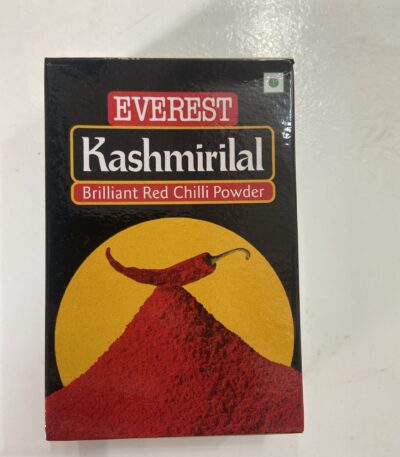 EVEREST
Kashmirilal
Brilliant Red Chilli Powder